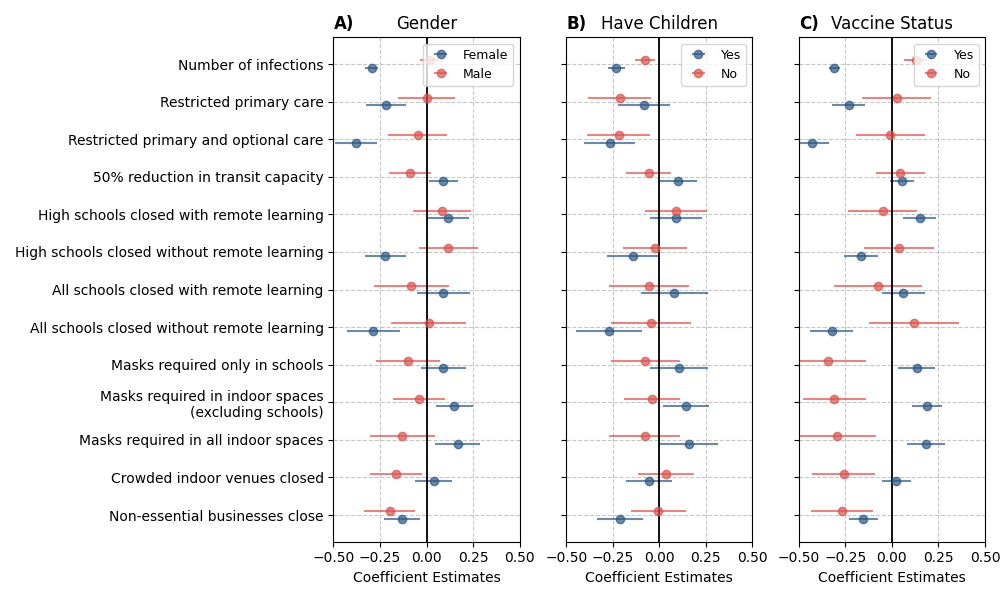 A) Gender
B) Have Children
C) Vaccine Status
Female
Male
Yes
No
Yes
No
Number of infections
Restricted primary care
Restricted primary and optional care
50% reduction in transit capacity
High schools closed with remote learning
High schools closed without remote learning
All schools closed with remote learning
All schools closed without remote learning
Masks required only in schools
Masks required in indoor spaces
(excluding schools)
Masks required in all indoor spaces
Crowded indoor venues closed
Non-essential businesses close
−0.50 −0.25 0.00 0.25 0.50
−0.50 −0.25 0.00 0.25 0.50
−0.50 −0.25 0.00 0.25 0.50
Coefficient Estimates
Coefficient Estimates
Coefficient Estimates